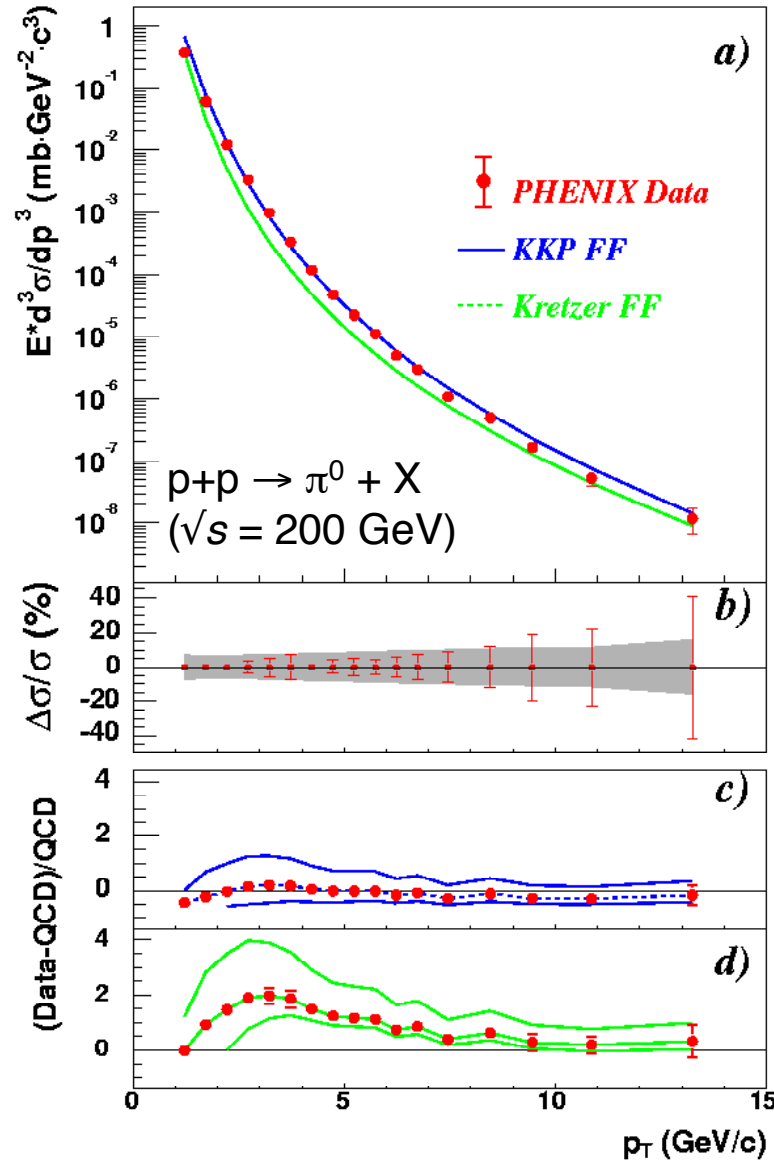 E*d³σ/dp³ (mb·GeV⁻²·c³)
1
10⁻¹
10⁻²
10⁻³
10⁻⁴
10⁻⁵
10⁻⁶
10⁻⁷
10⁻⁸
a)
PHENIX Data
KKP FF
Kretzer FF
p+p → π⁰ + X
(√s = 200 GeV)
Δσ/σ (%)
40
20
0
-20
-40
b)
(Data-QCD)/QCD
4
2
0
c)
4
2
0
d)
0 5 10 15
p_T (GeV/c)